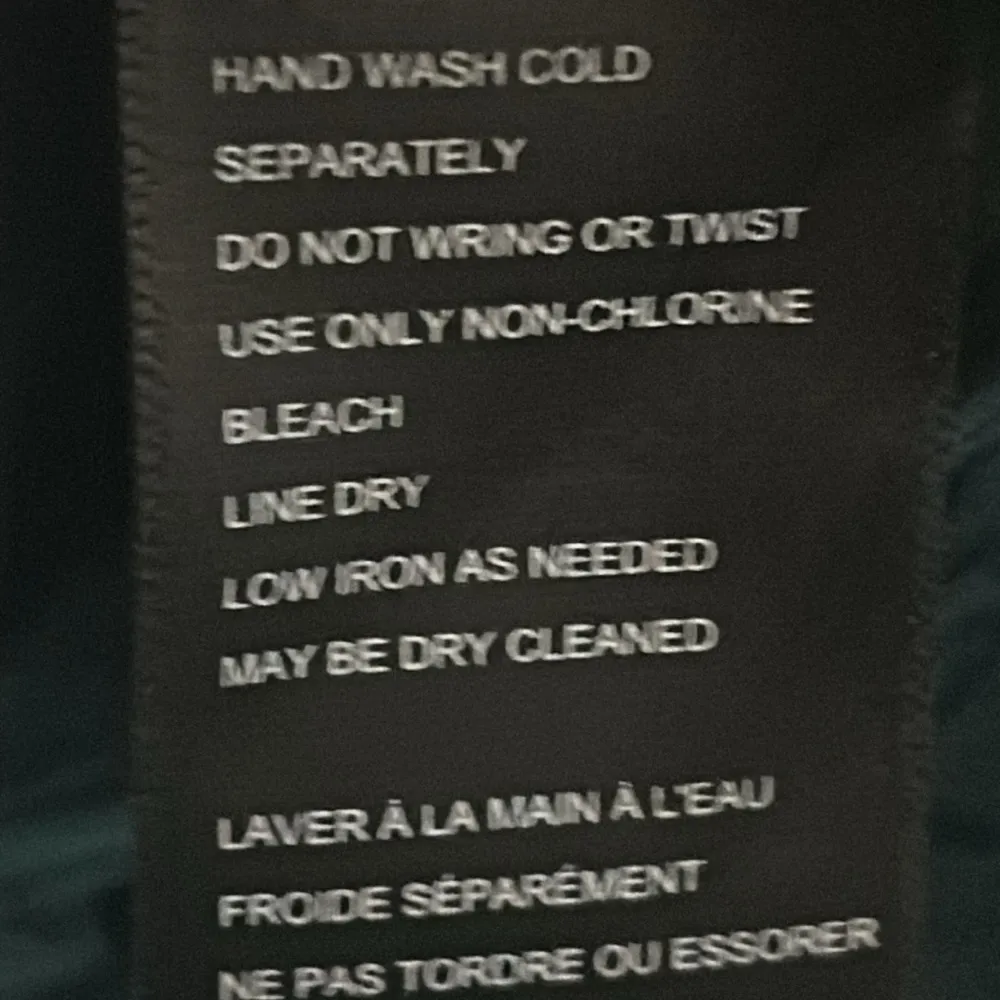 HAND WASH COLD
SEPARATELY
DO NOT WRING OR TWIST
USE ONLY NON-CHLORINE
BLEACH
LINE DRY
LOW IRON AS NEEDED
MAY BE DRY CLEANED
LAVER À LA MAIN À L'EAU
FROIDE SÉPARÉMENT
NE PAS TORDRE OU ESSORER